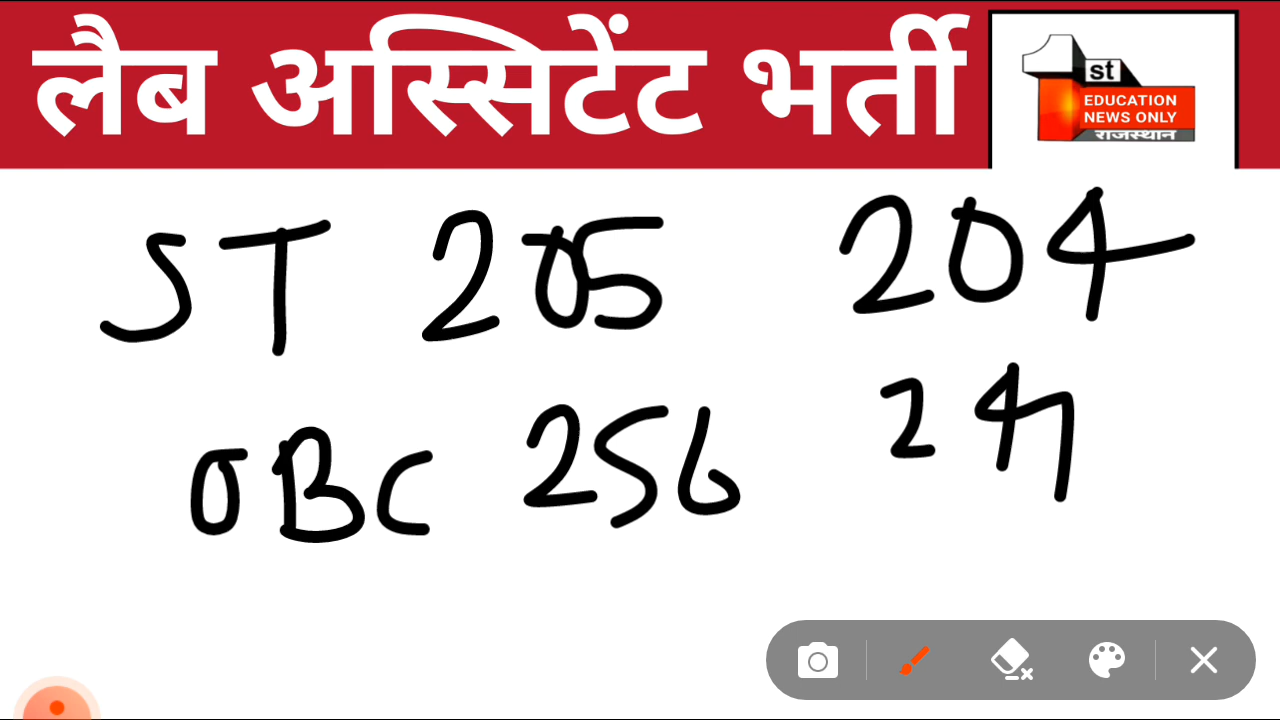 लैब अस्सिटेंट भर्ती
1st
EDUCATION
NEWS ONLY
राजस्थान
ST 205 204
OBC 256 247